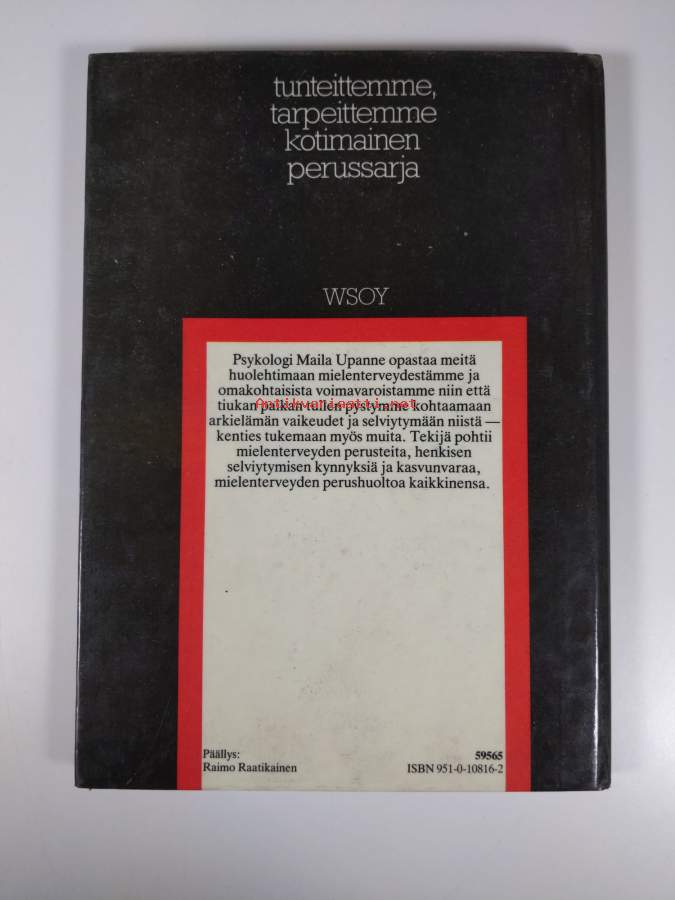 tunteittemme,
tarpeittemme
kotimainen
perussarja
WSOY
Psykologi Maila Upanne opastaa meitä
huolehtimaan mielenterveydestämme ja
omakohtaisista voimavaroistamme niin että
tiukan paikan tullen pystymme kohtaamaan
Antikvariaatti.net
arkielämän vaikeudet ja selviytymään niistä —
kenties tukemaan myös muita. Tekijä pohtii
mielenterveyden perusteita, henkisen
selviytymisen kynnyksiä ja kasvunvaraa,
mielenterveyden perushuoltoa kaikkinensa.
Päällys:
Raimo Raatikainen
59565
ISBN 951-0-10816-2